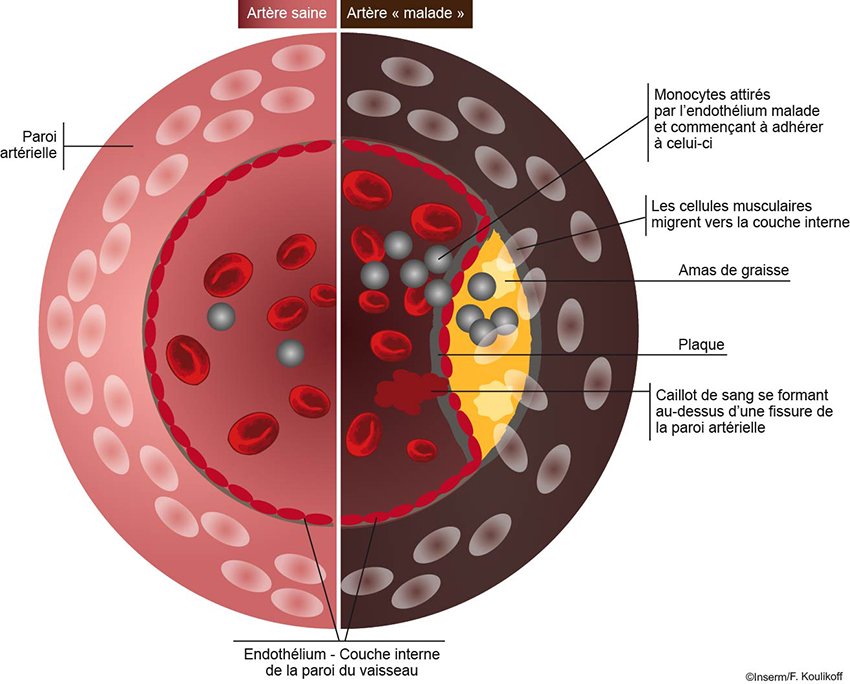 Artère saine
Artère « malade »
Monocytes attirés
par l'endothélium malade
et commençant à adhérer
à celui-ci
Paroi
artérielle
Les cellules musculaires
migrent vers la couche interne
Amas de graisse
Plaque
Caillot de sang se formant
au-dessus d'une fissure de
la paroi artérielle
Endothélium - Couche interne
de la paroi du vaisseau
©Inserm/F. Koulikoff